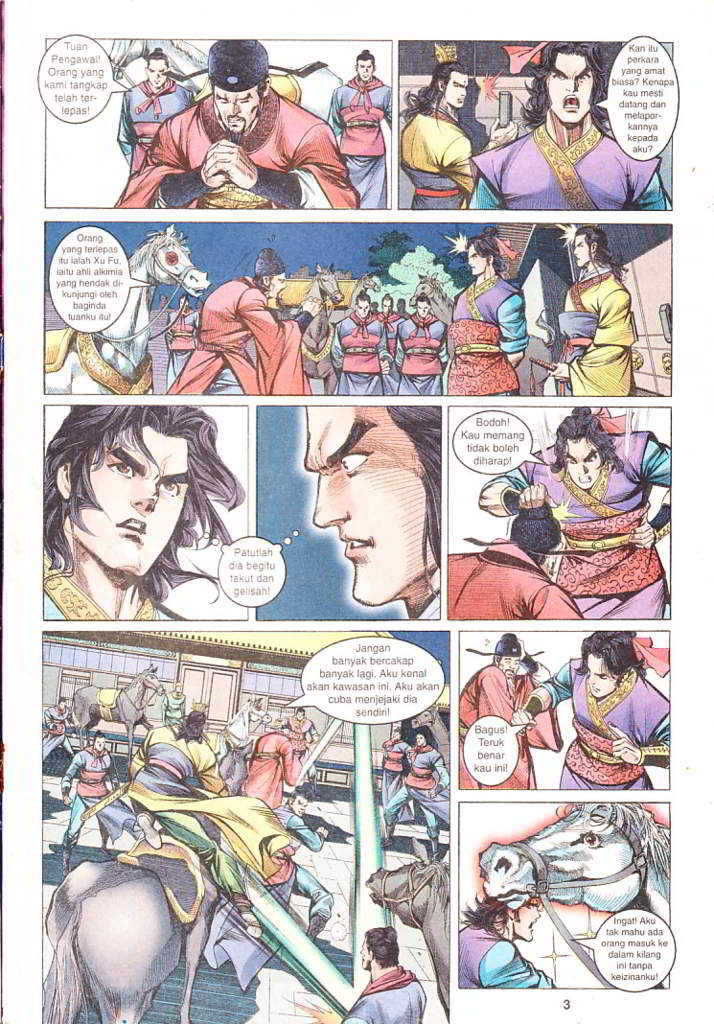 Tuan
Pengawal!
Orang yang
kami tangkap
telah ter-
lepas!
Kan itu
perkara
yang amat
biasa? Kenapa
kau mesti
datang dan
melapor-
kannya
kepada
aku?
Orang
yang terlepas
itu ialah Xu Fu,
iaitu ahli alkimia
yang hendak di-
kunjungi oleh
baginda
tuanku itu!
Patutlah
dia begitu
takut dan
gelisah!
Bodoh!
Kau memang
tidak boleh
diharap!
Jangan
banyak bercakap
banyak lagi. Aku kenal
akan kawasan ini. Aku akan
cuba menjejaki dia
sendiri!
Bagus!
Teruk
benar
kau ini!
Ingat! Aku
tak mahu ada
orang masuk ke
dalam kilang
ini tanpa
keizinanku!
3